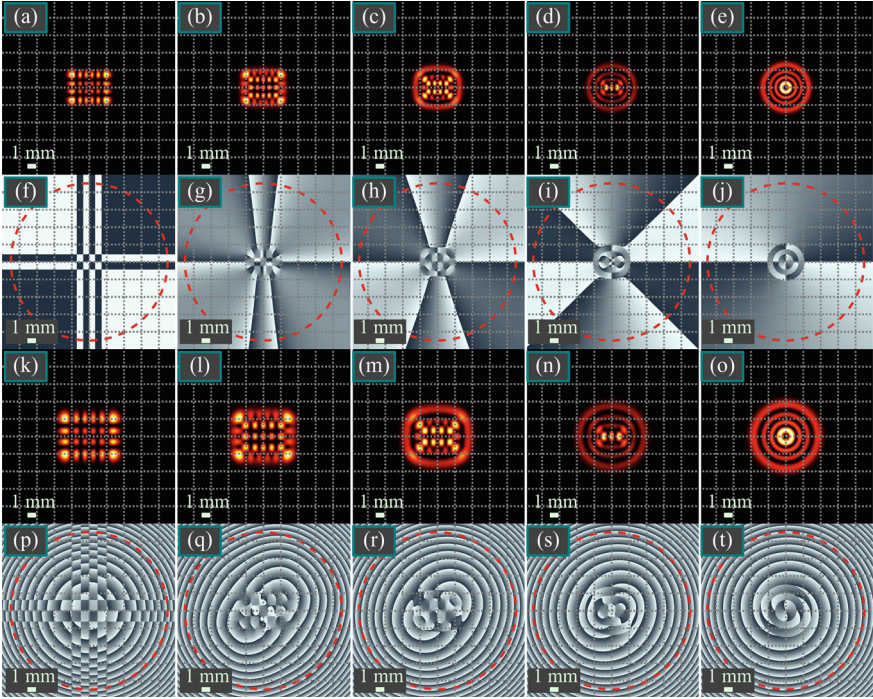 (a) (b) (c) (d) (e)
1 mm 1 mm 1 mm 1 mm 1 mm
(f) (g) (h) (i) (j)
1 mm 1 mm 1 mm 1 mm 1 mm
(k) (l) (m) (n) (o)
1 mm 1 mm 1 mm 1 mm 1 mm
(p) (q) (r) (s) (t)
1 mm 1 mm 1 mm 1 mm 1 mm